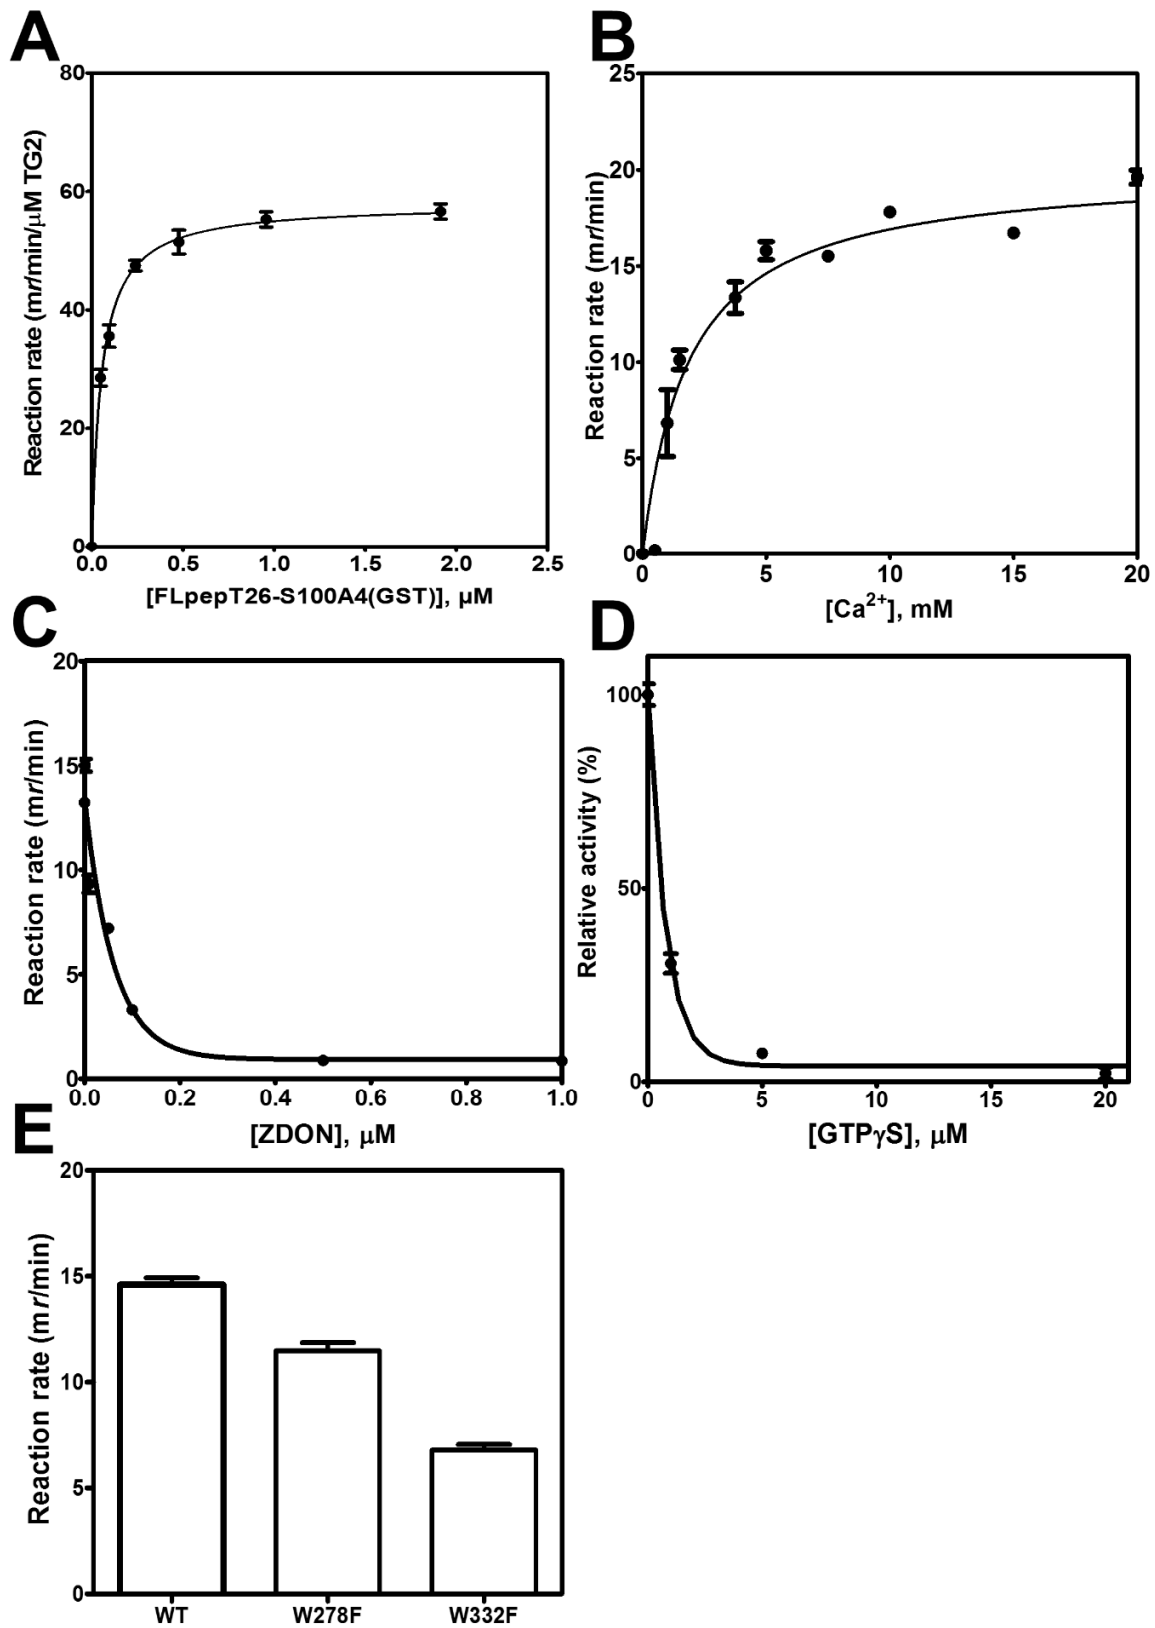 A
Reaction rate (mr/min/μM TG2)
80
60
40
20
0
0.0 0.5 1.0 1.5 2.0 2.5
[FLpepT26-S100A4(GST)], μM
B
Reaction rate (mr/min)
25
20
15
10
5
0
0 5 10 15 20
[Ca²⁺], mM
C
Reaction rate (mr/min)
20
15
10
5
0
0.0 0.2 0.4 0.6 0.8 1.0
[ZDON], μM
D
Relative activity (%)
100
50
0
0 5 10 15 20
[GTPγS], μM
E
Reaction rate (mr/min)
20
15
10
5
0
WT W278F W332F